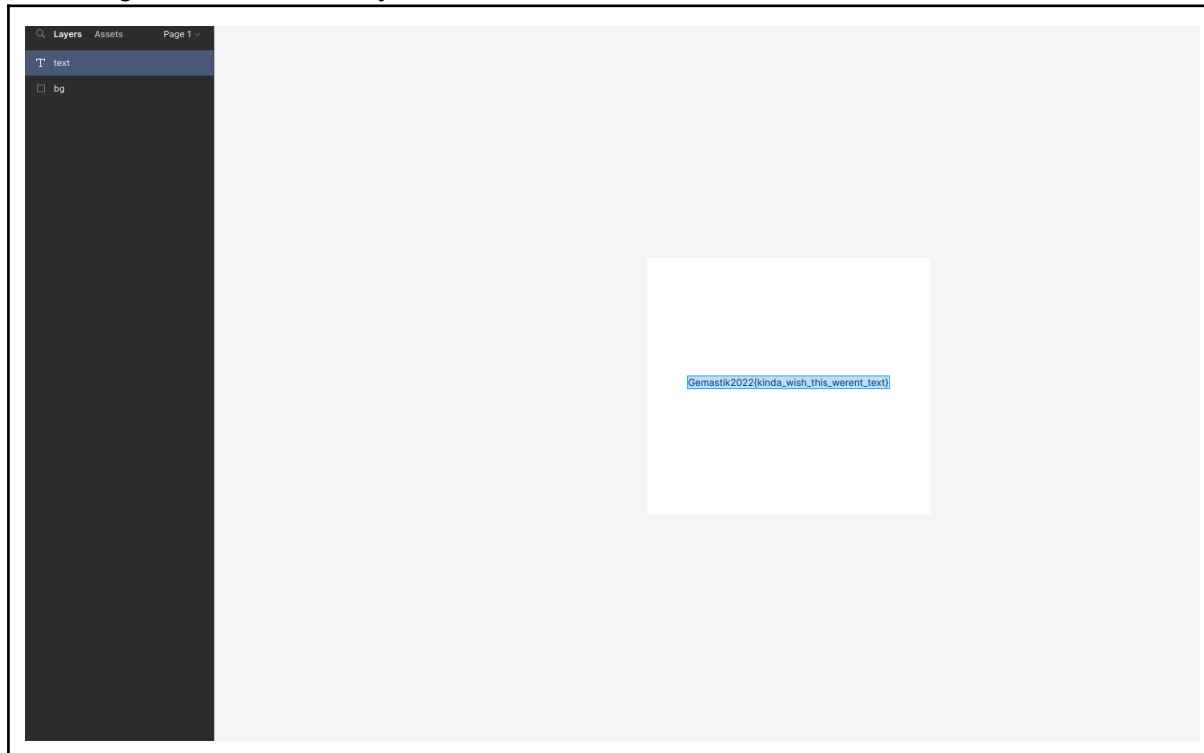 Layers Assets Page 1
T text
bg
Gemastik2022{kinda_wish_this_werent_text}